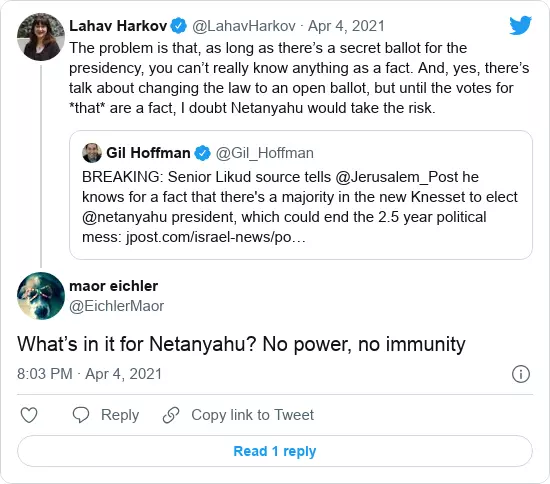 Lahav Harkov @LahavHarkov · Apr 4, 2021
The problem is that, as long as there's a secret ballot for the
presidency, you can't really know anything as a fact. And, yes, there's
talk about changing the law to an open ballot, but until the votes for
*that* are a fact, I doubt Netanyahu would take the risk.
Gil Hoffman @Gil_Hoffman
BREAKING: Senior Likud source tells @Jerusalem_Post he
knows for a fact that there's a majority in the new Knesset to elect
@netanyahu president, which could end the 2.5 year political
mess: jpost.com/israel-news/po…
maor eichler
@EichlerMaor
What's in it for Netanyahu? No power, no immunity
8:03 PM · Apr 4, 2021
Reply Copy link to Tweet
Read 1 reply